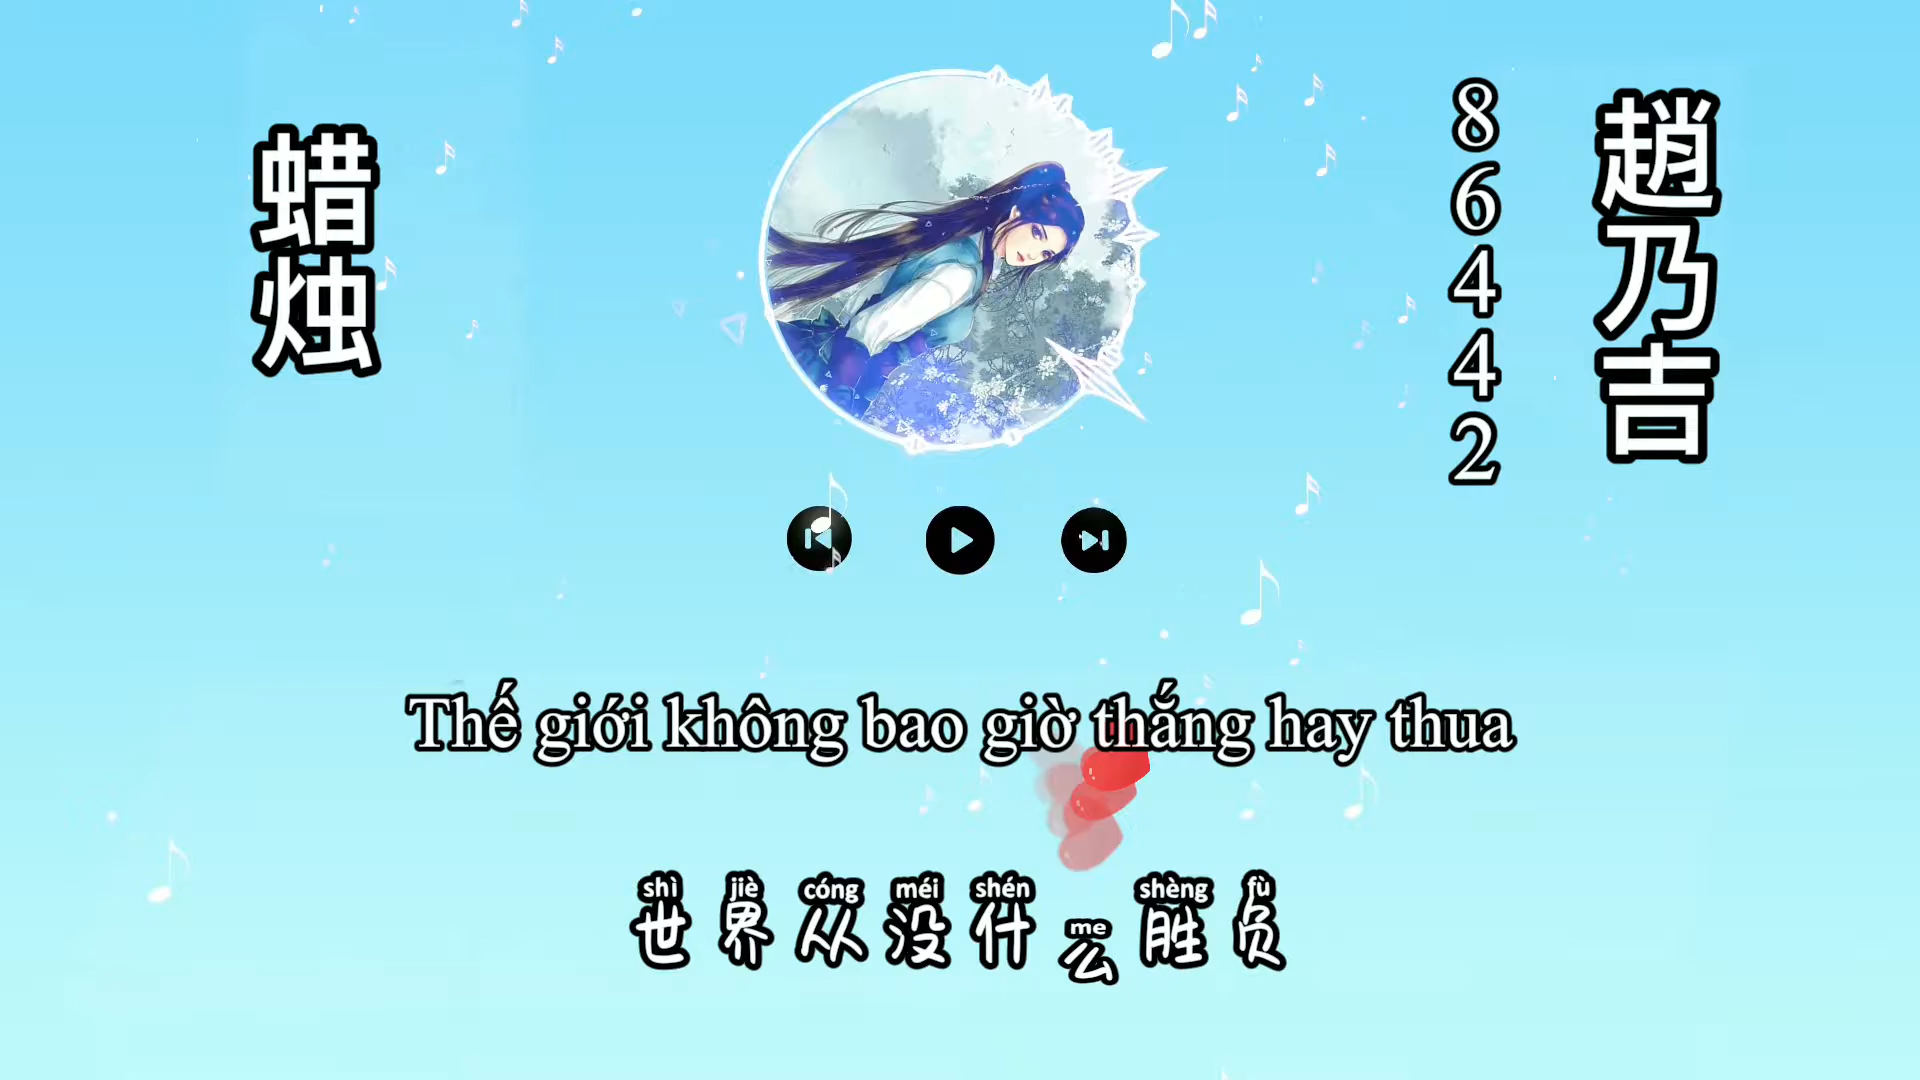 蜡烛
趙乃吉
86442
Thế giới không bao giờ thắng hay thua
shì jiè cóng méi shén me shèng fù
世界从没什么胜负